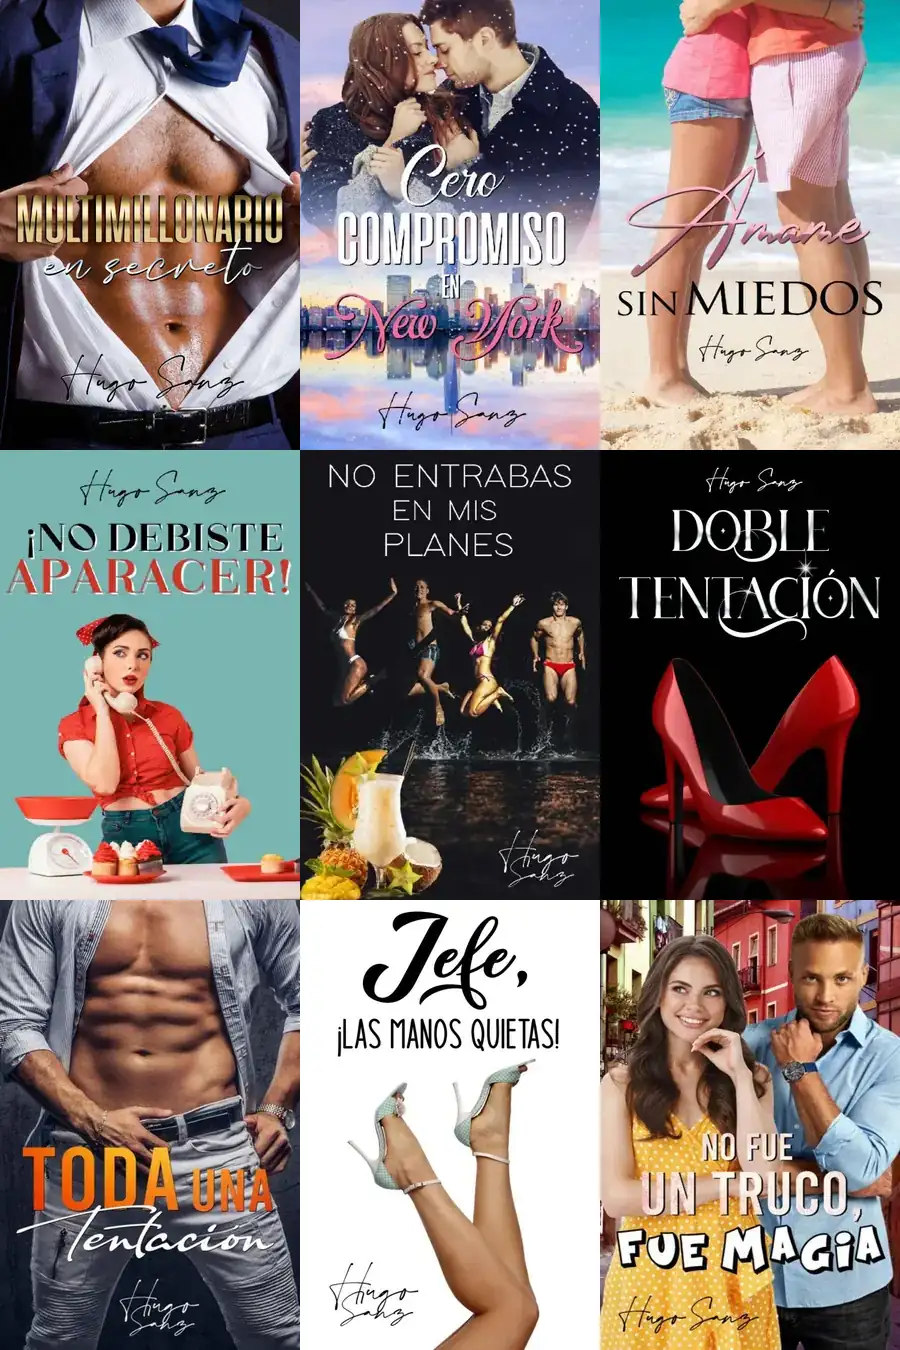 MULTIMILLONARIO
en secreto
Hugo Sanz
Cero
COMPROMISO
EN
New York
Hugo Sanz
Ámame
SIN MIEDOS
Hugo Sanz
Hugo Sanz
¡NO DEBISTE
APARACER!
NO ENTRABAS
EN MIS
PLANES
Hugo
Sanz
Hugo Sanz
DOBLE
TENTACIÓN
TODA UNA
Tentación
Hugo
Sanz
Jefe,
¡LAS MANOS QUIETAS!
Hugo
Sanz
NO FUE
UN TRUCO,
FUE MAGIA
Hugo Sanz